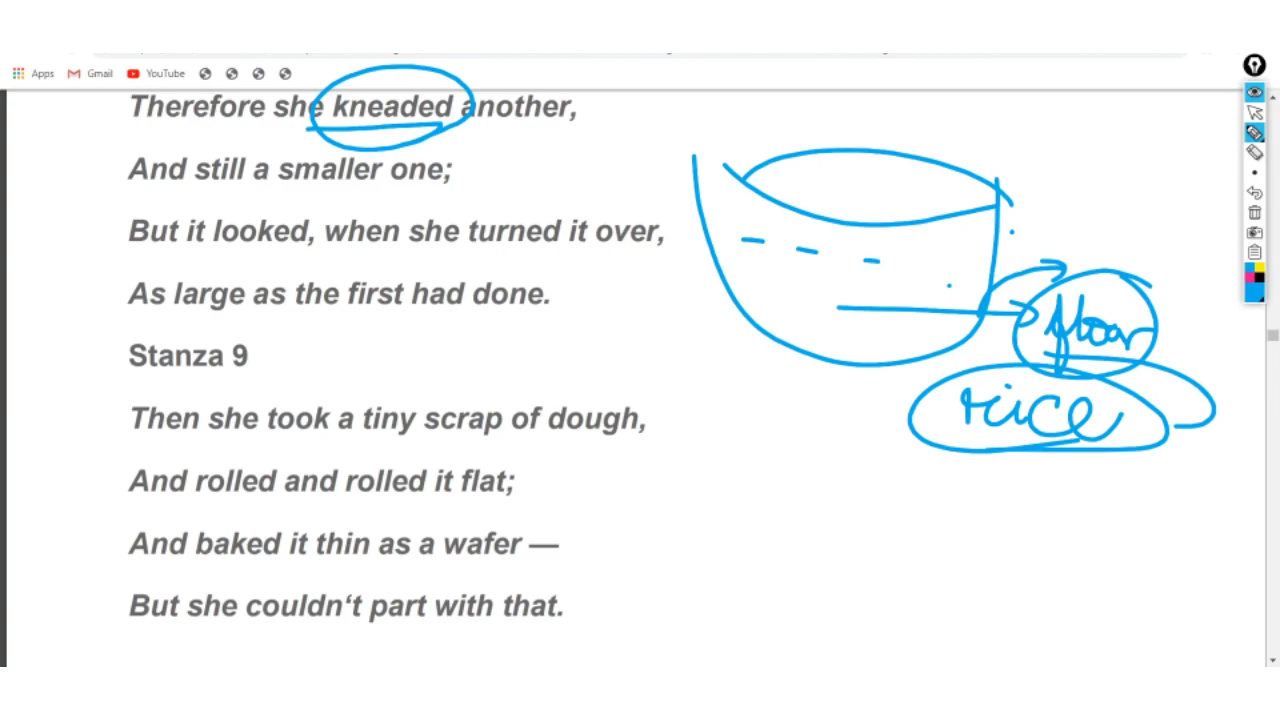 Apps Gmail YouTube
Therefore she kneaded another,
And still a smaller one;
But it looked, when she turned it over,
As large as the first had done.
Stanza 9
Then she took a tiny scrap of dough,
And rolled and rolled it flat;
And baked it thin as a wafer —
But she couldn‘t part with that.
rice